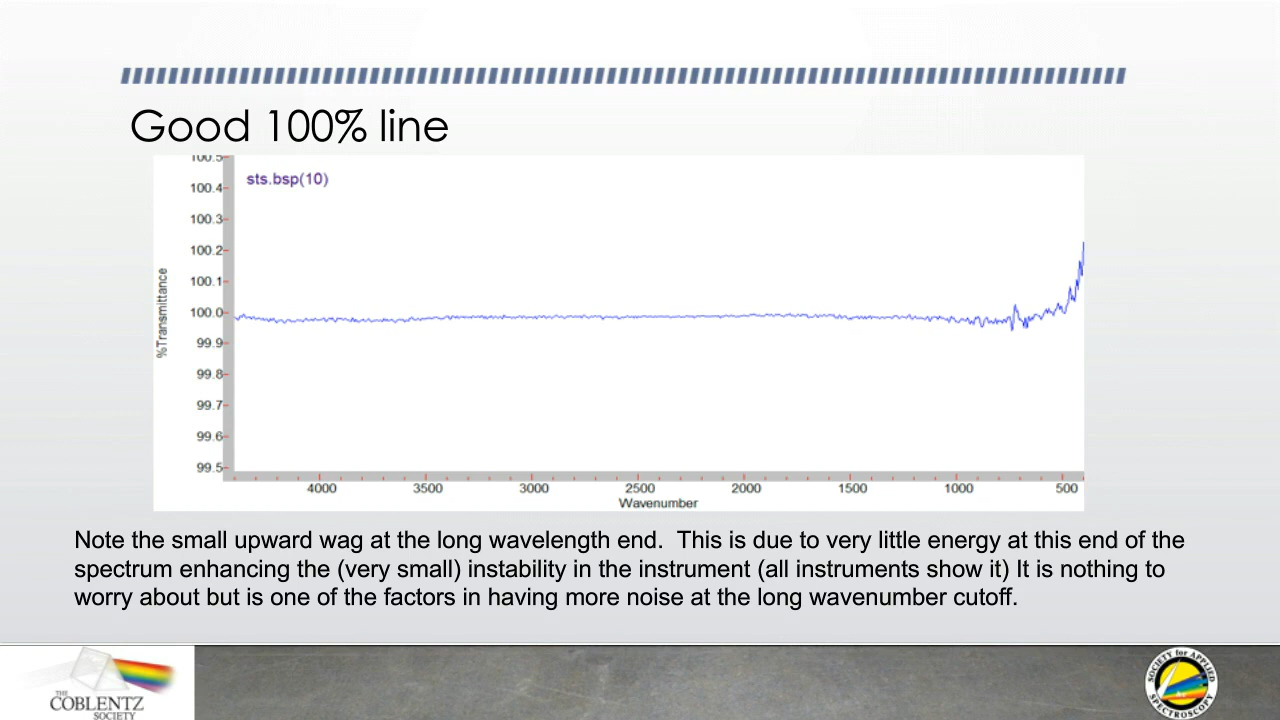 Good 100% line
sts.bsp(10)
100.5
100.4
100.3
100.2
100.1
100.0
99.9
99.8
99.7
99.6
99.5
%Transmittance
4000 3500 3000 2500 2000 1500 1000 500
Wavenumber
Note the small upward wag at the long wavelength end.  This is due to very little energy at this end of the
spectrum enhancing the (very small) instability in the instrument (all instruments show it) It is nothing to
worry about but is one of the factors in having more noise at the long wavenumber cutoff.
THE
COBLENTZ
SOCIETY
SOCIETY for APPLIED
SPECTROSCOPY